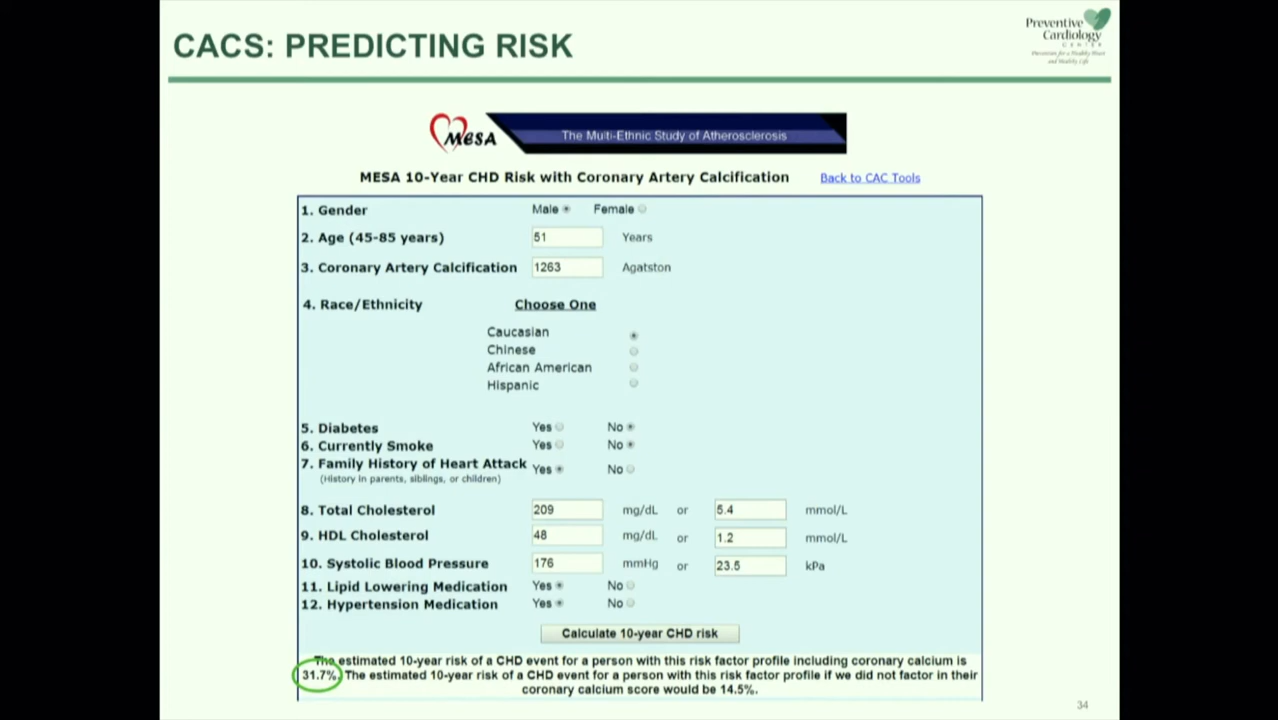 CACS: PREDICTING RISK
Preventive
Cardiology
CENTER
Prevention for a Healthy Heart
and Healthy Life
MESA The Multi-Ethnic Study of Atherosclerosis
MESA 10-Year CHD Risk with Coronary Artery Calcification Back to CAC Tools
1. Gender Male Female
2. Age (45-85 years) 51 Years
3. Coronary Artery Calcification 1263 Agatston
4. Race/Ethnicity Choose One
Caucasian
Chinese
African American
Hispanic
5. Diabetes Yes No
6. Currently Smoke Yes No
7. Family History of Heart Attack Yes No
(History in parents, siblings, or children)
8. Total Cholesterol 209 mg/dL or 5.4 mmol/L
9. HDL Cholesterol 48 mg/dL or 1.2 mmol/L
10. Systolic Blood Pressure 176 mmHg or 23.5 kPa
11. Lipid Lowering Medication Yes No
12. Hypertension Medication Yes No
Calculate 10-year CHD risk
The estimated 10-year risk of a CHD event for a person with this risk factor profile including coronary calcium is
31.7%. The estimated 10-year risk of a CHD event for a person with this risk factor profile if we did not factor in their
coronary calcium score would be 14.5%.
34